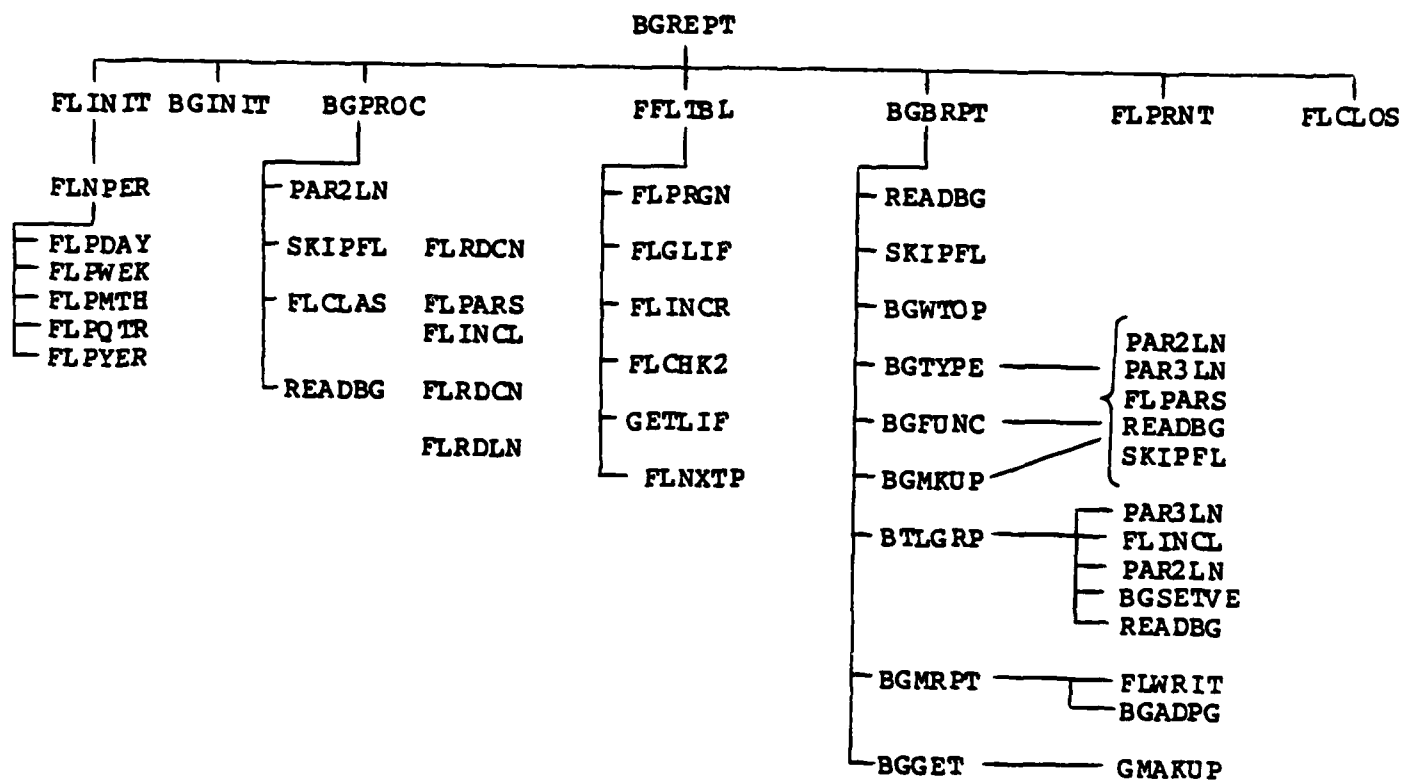 BGREPT
FLINIT BGINIT BGPROC FFLTBL BGBRPT FLPRNT FLCLOS
FLNPER
FLPDAY
FLPWEK
FLPMTH
FLPQTR
FLPYER
PAR2LN
SKIPFL FLRDCN
FLCLAS FLPARS
FLINCL
READBG FLRDCN
FLRDLN
FLPRGN
FLGLIF
FLINCR
FLCHK2
GETLIF
FLNXTP
READBG
SKIPFL
BGWTOP
BGTYPE
BGFUNC
BGMKUP
PAR2LN
PAR3LN
FLPARS
READBG
SKIPFL
BTLGRP
PAR3LN
FLINCL
PAR2LN
BGSETVE
READBG
BGMRPT FLWRIT
BGADPG
BGGET GMAKUP